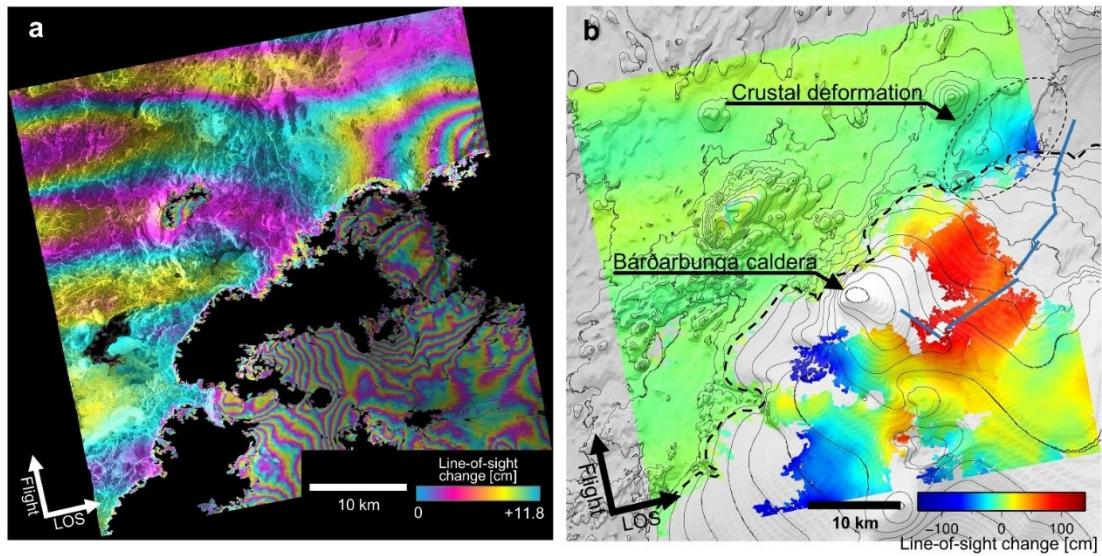 a
Flight
LOS
10 km
Line-of-sight
change [cm]
0
+11.8
b
Crustal deformation
Bárðarbunga caldera
Flight
LOS
10 km
-100
0
100
Line-of-sight change [cm]